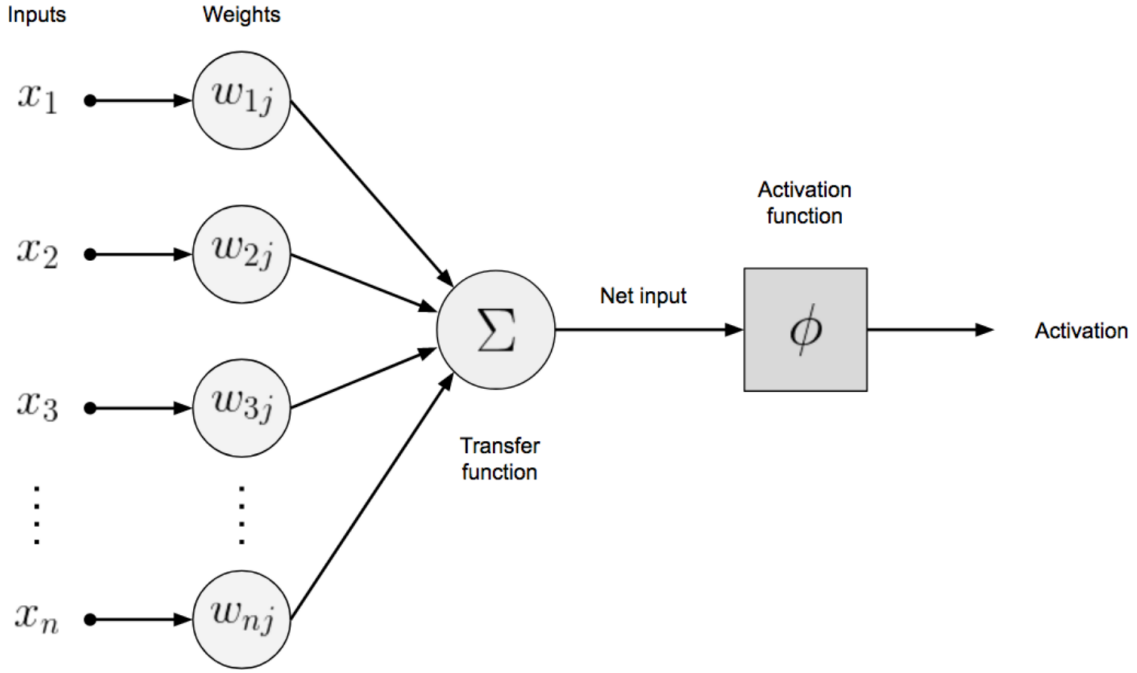 Inputs Weights
x₁ w₁ⱼ
x₂ w₂ⱼ
x₃ w₃ⱼ
xₙ wₙⱼ
Σ
Transfer
function
Net input
Activation
function
ϕ
Activation